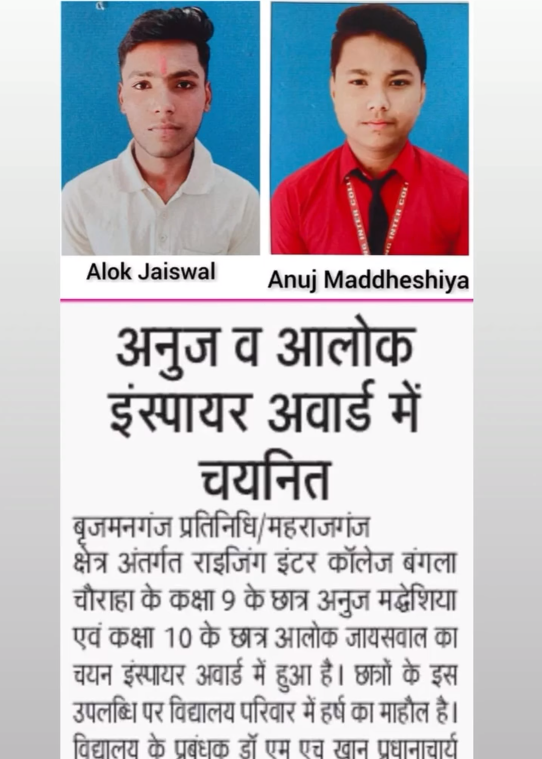 Alok Jaiswal
Anuj Maddheshiya
अनुज व आलोक
इंस्पायर अवार्ड में
चयनित
बृजमनगंज प्रतिनिधि/महराजगंज
क्षेत्र अंतर्गत राइजिंग इंटर कॉलेज बंगला
चौराहा के कक्षा 9 के छात्र अनुज मद्धेशिया
एवं कक्षा 10 के छात्र आलोक जायसवाल का
चयन इंस्पायर अवार्ड में हुआ है। छात्रों के इस
उपलब्धि पर विद्यालय परिवार में हर्ष का माहौल है।
विद्यालय के प्रबंधक डॉ एम एच खान प्रधानाचार्य